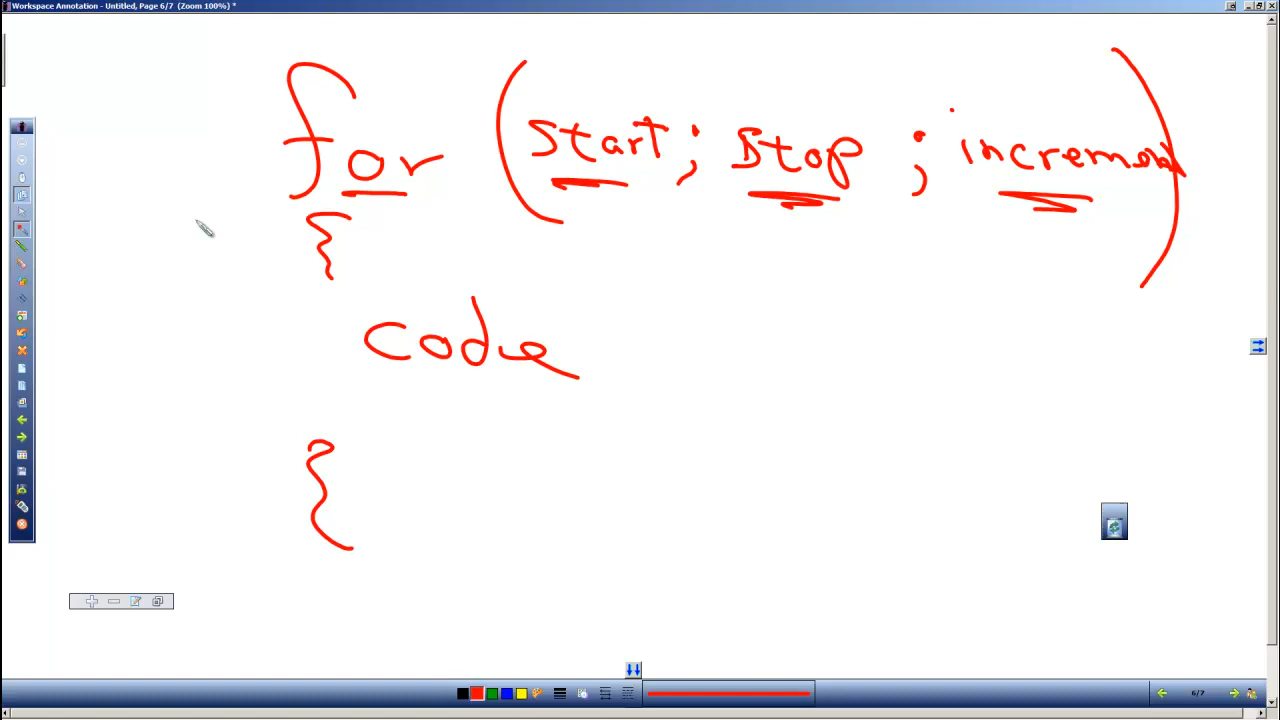 Workspace Annotation - Untitled, Page 6/7 (Zoom 100%) *
for (start; stop; increment)
{
code
{
6/7